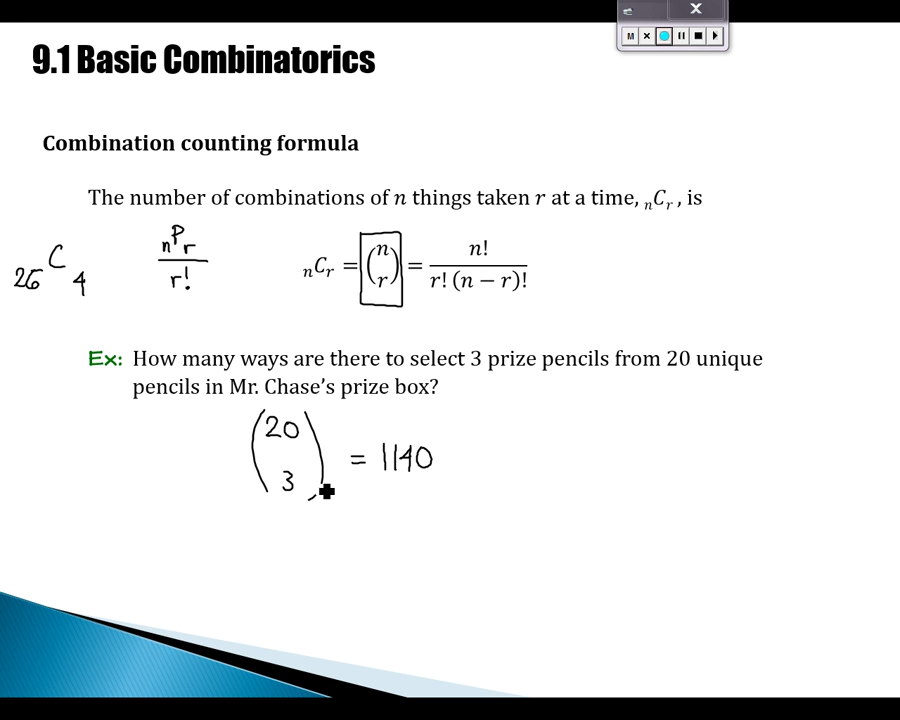 X
M
9.1 Basic Combinatorics
Combination counting formula
The number of combinations of n things taken r at a time, ₙCᵣ , is
₂₆C₄
ₙPᵣ / r!
ₙCᵣ = (n r) = n! / r! (n − r)!
Ex: How many ways are there to select 3 prize pencils from 20 unique
pencils in Mr. Chase's prize box?
(20 3) = 1140